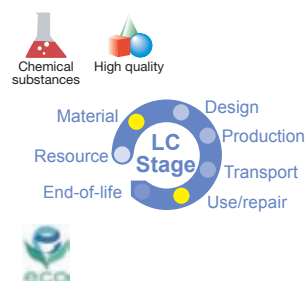 Chemical
substances
High quality
Material
Design
Production
LC
Stage
Resource
Transport
End-of-life
Use/repair
eco